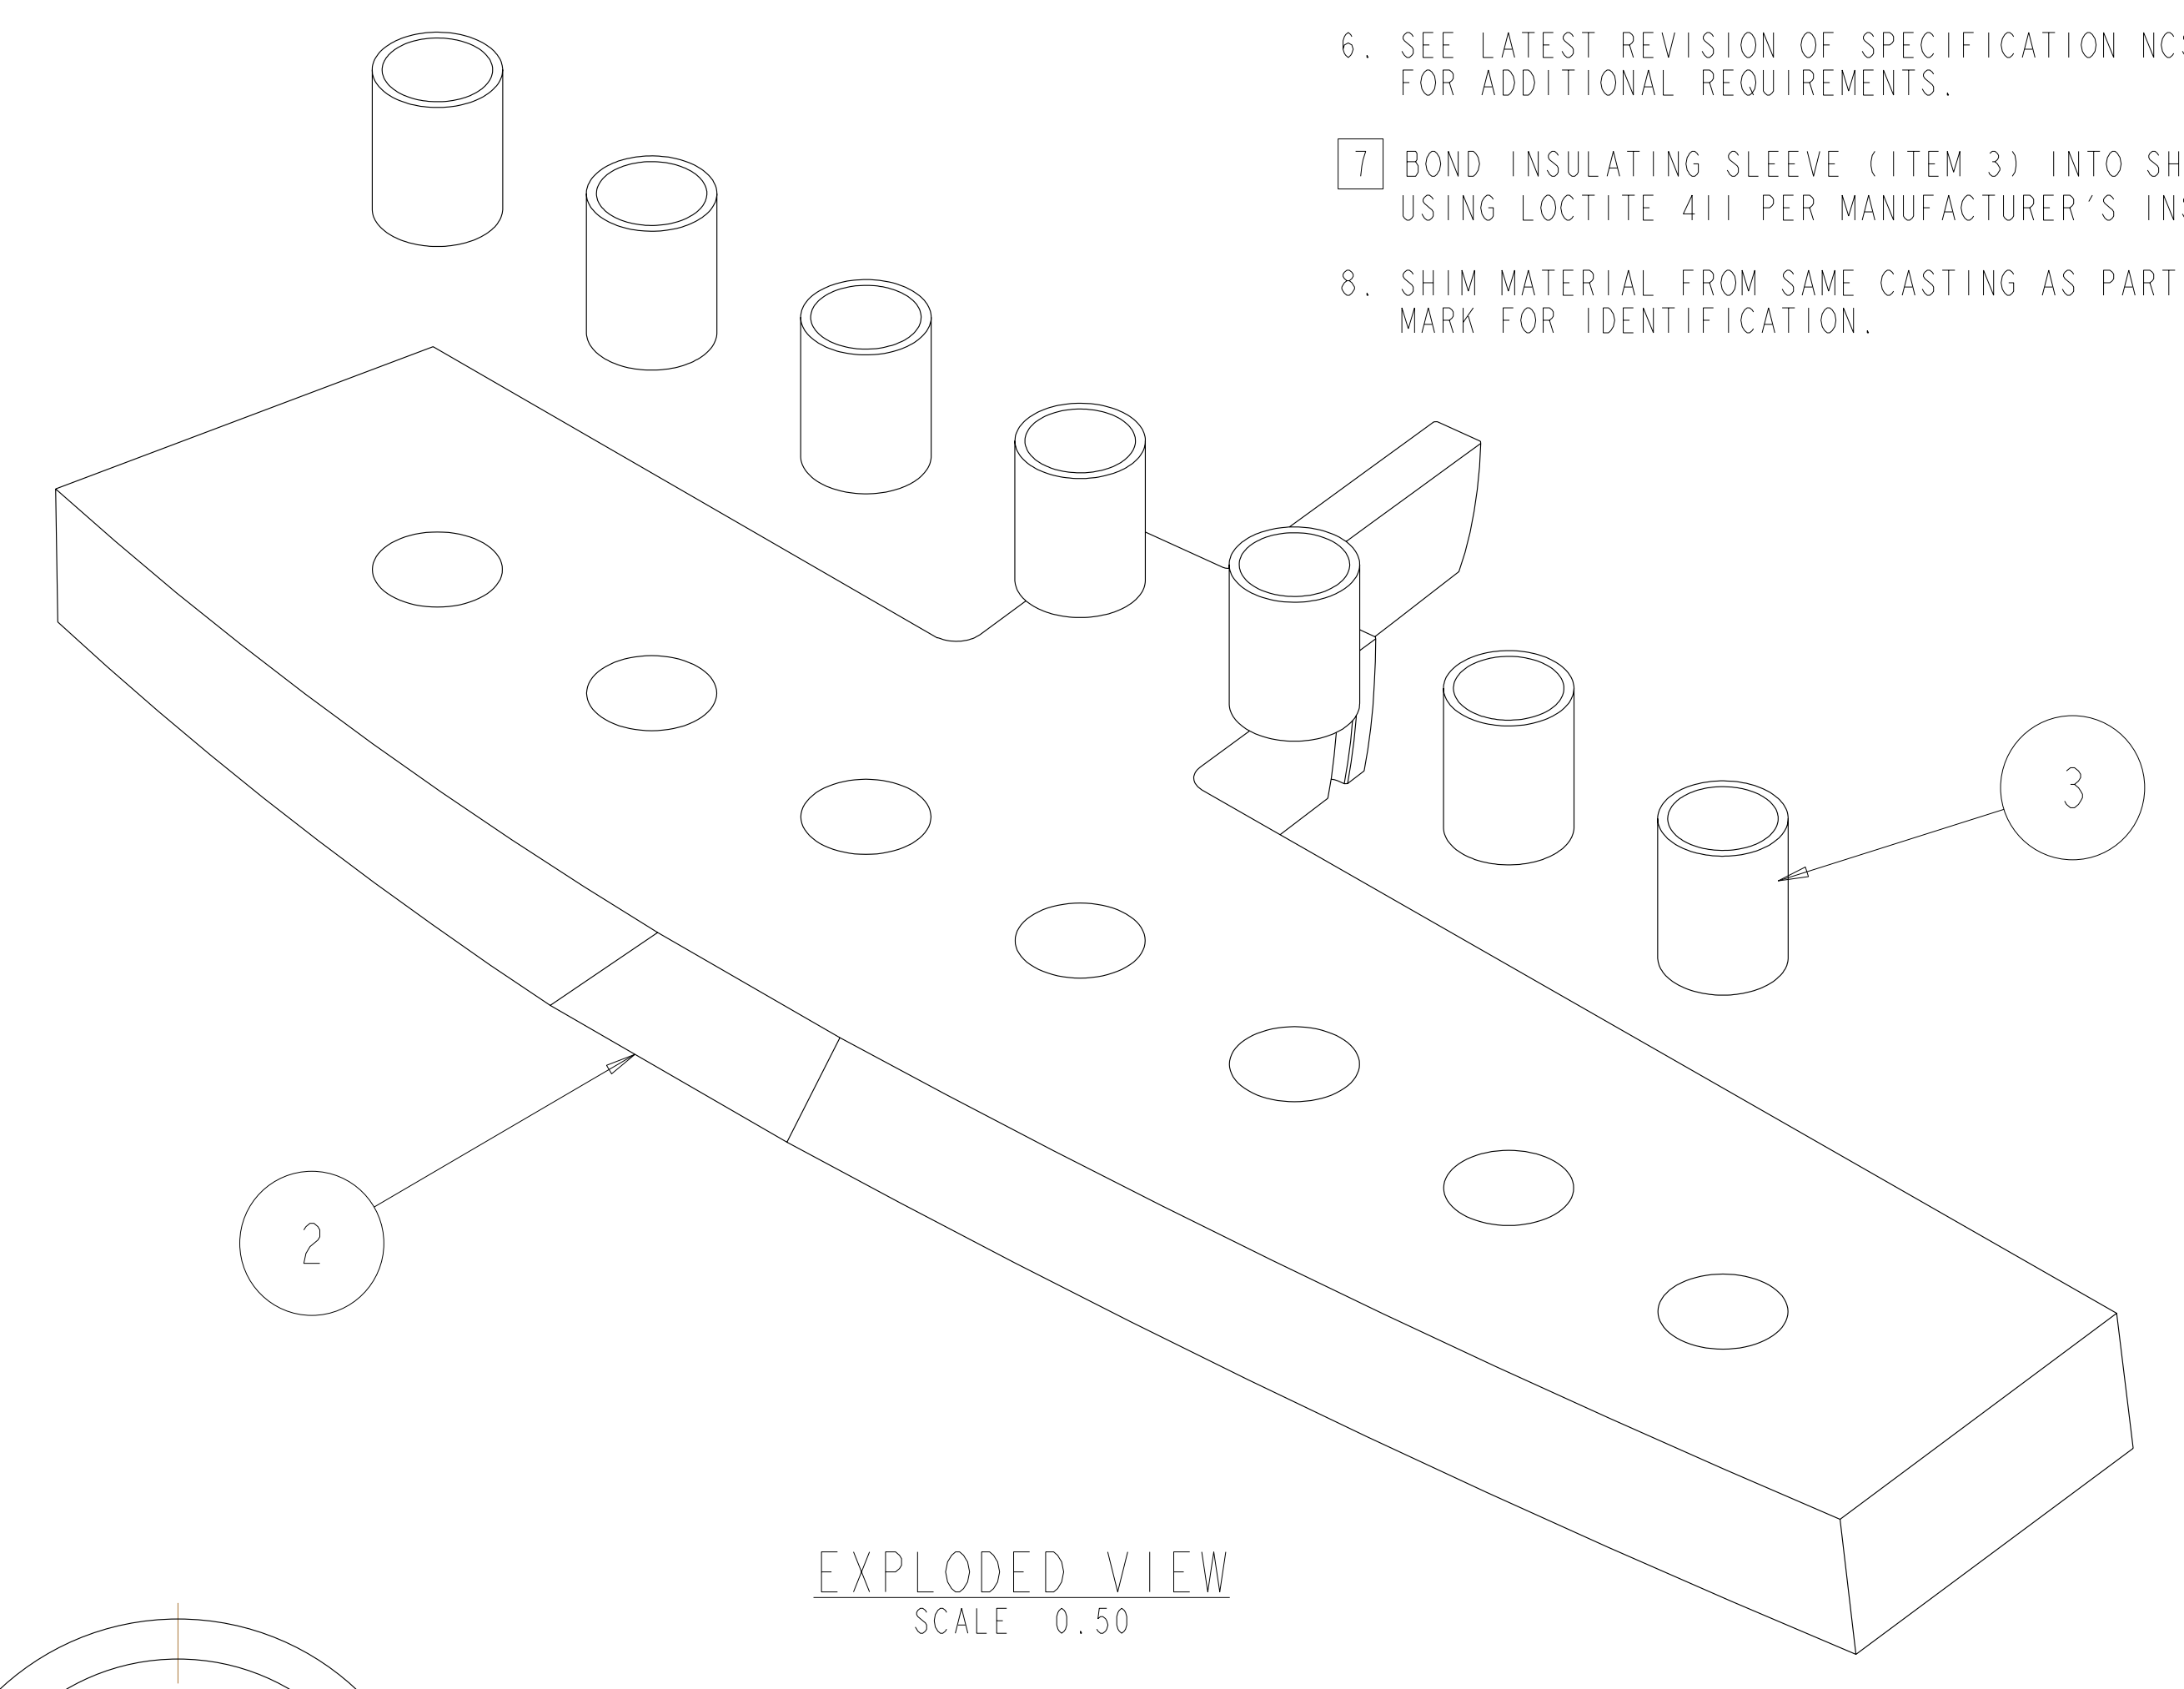 6. SEE LATEST REVISION OF SPECIFICATION
FOR ADDITIONAL REQUIREMENTS.
7 BOND INSULATING SLEEVE (ITEM 3) INTO
USING LOCTITE 411 PER MANUFACTURER'S
8. SHIM MATERIAL FROM SAME CASTING AS PART
MARK FOR IDENTIFICATION.
3
2
EXPLODED VIEW
SCALE 0.50